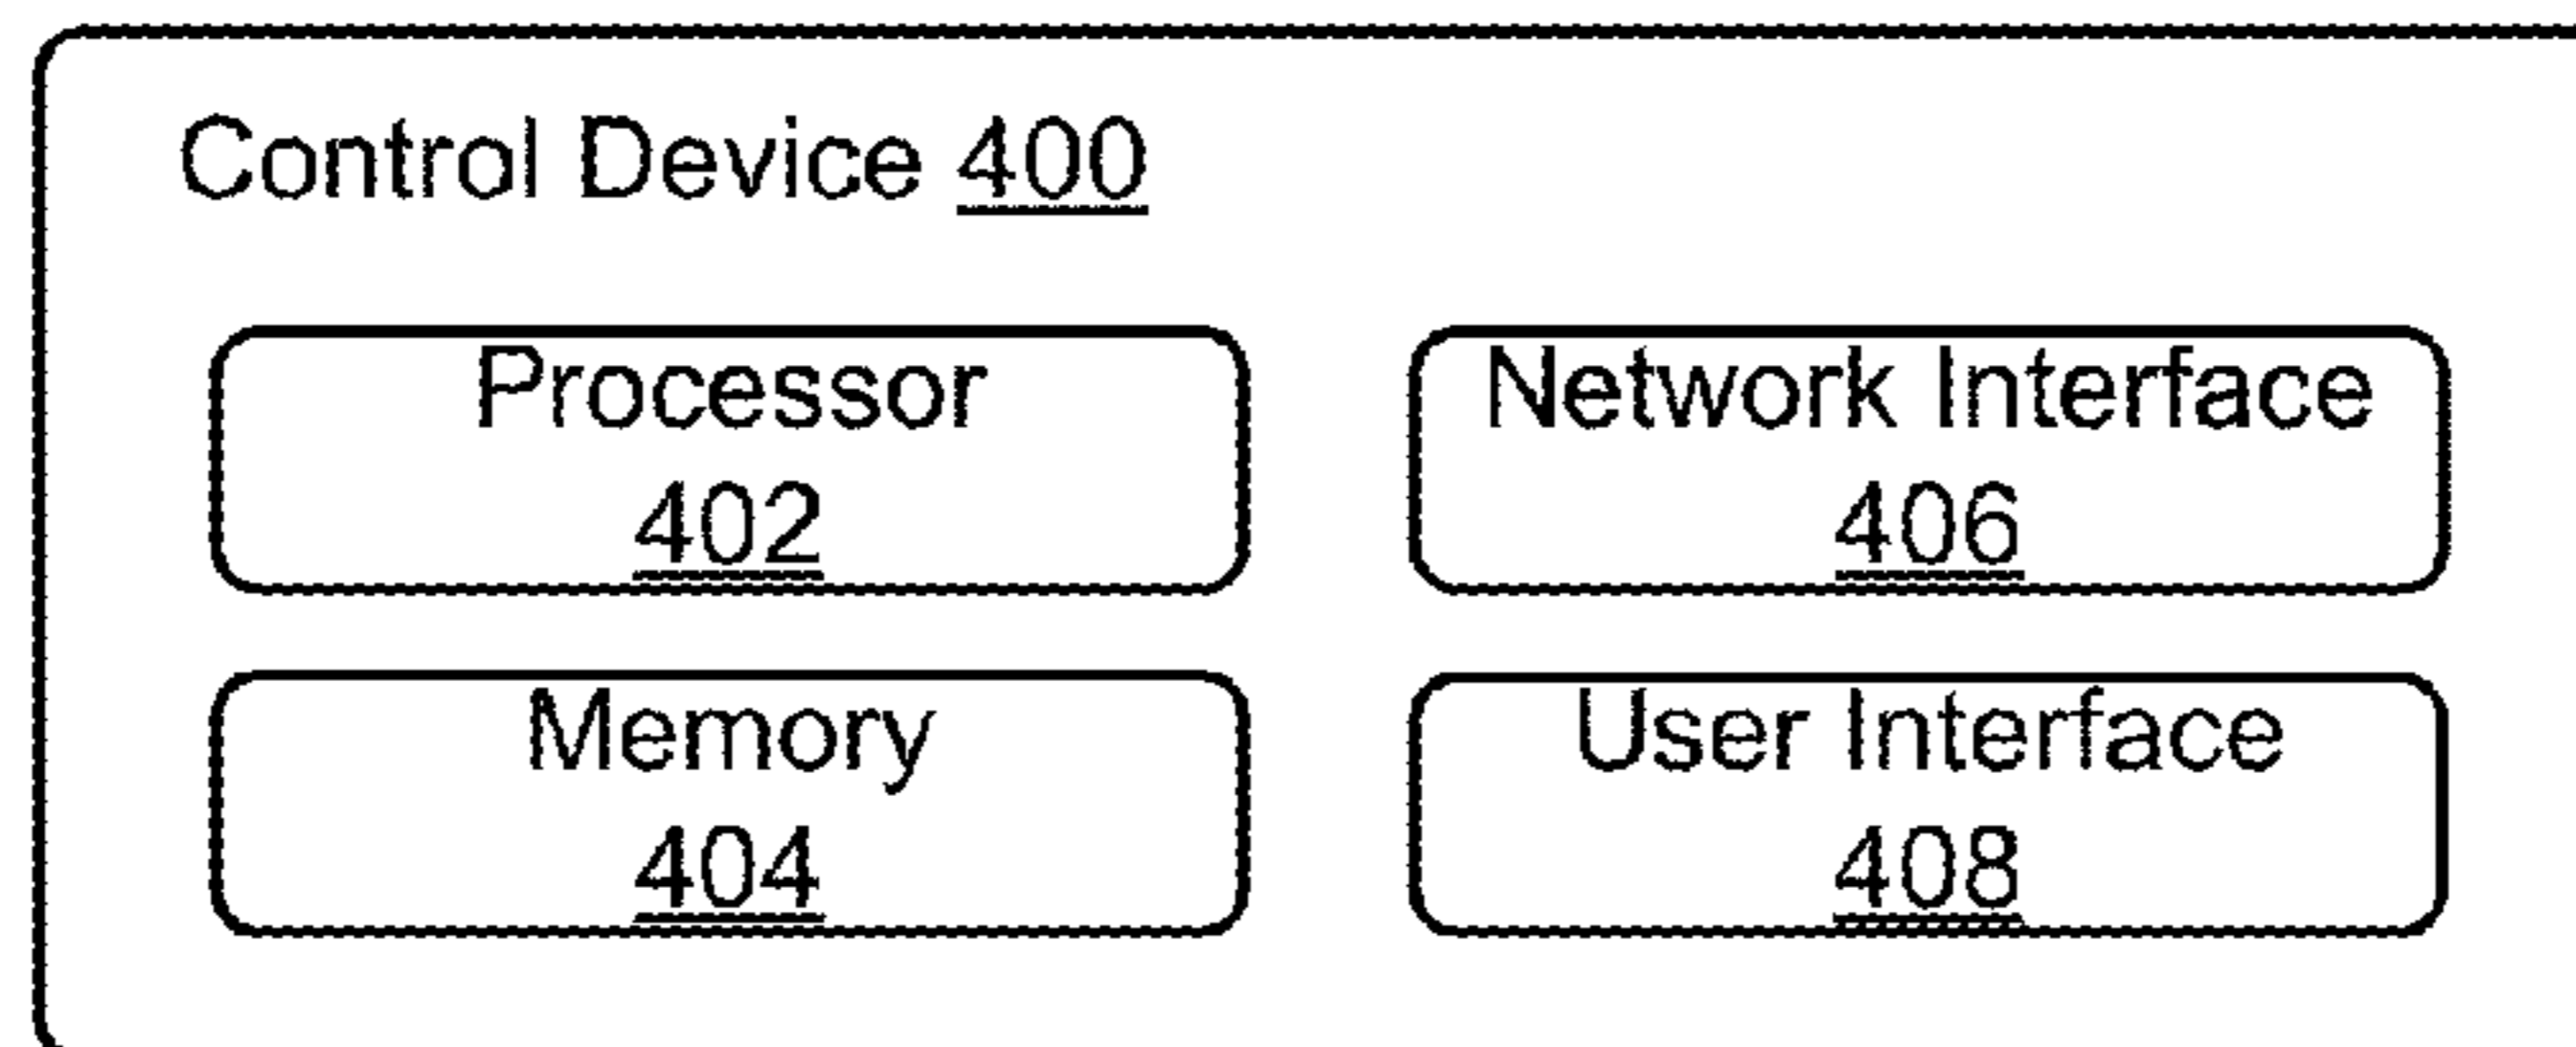 Control Device 400
Processor
402
Network Interface
406
Memory
404
User Interface
408